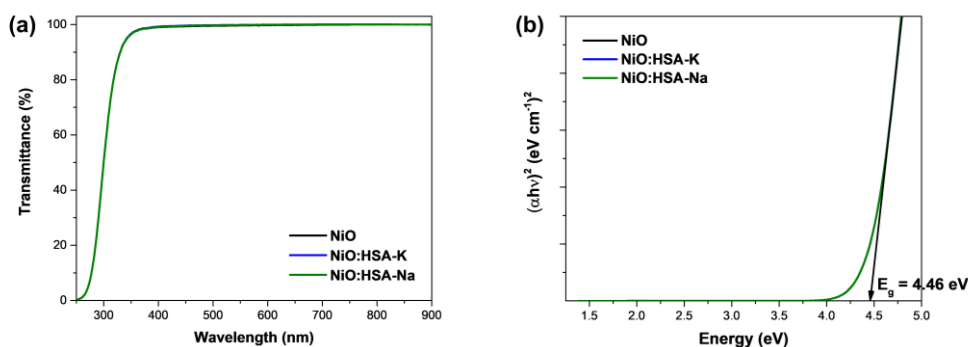 (a)
100
80
60
40
20
0
Transmittance (%)
NiO
NiO:HSA-K
NiO:HSA-Na
300 400 500 600 700 800 900
Wavelength (nm)
(b)
NiO
NiO:HSA-K
NiO:HSA-Na
(αhν)² (eV cm⁻¹)²
E_g = 4.46 eV
1.5 2.0 2.5 3.0 3.5 4.0 4.5 5.0
Energy (eV)